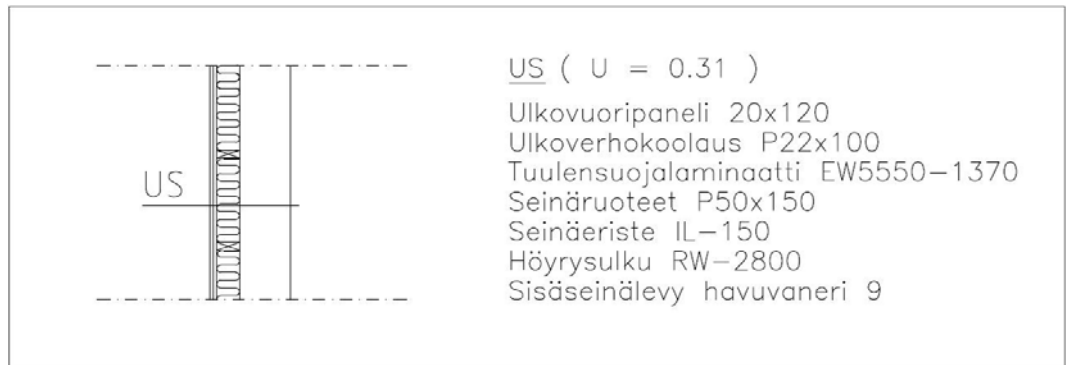 US
US ( U = 0.31 )
Ulkovuoripaneli 20x120
Ulkoverhokoolaus P22x100
Tuulensuojalaminaatti EW5550-1370
Seinäruoteet P50x150
Seinäeriste IL-150
Höyrysulku RW-2800
Sisäseinälevy havuvaneri 9